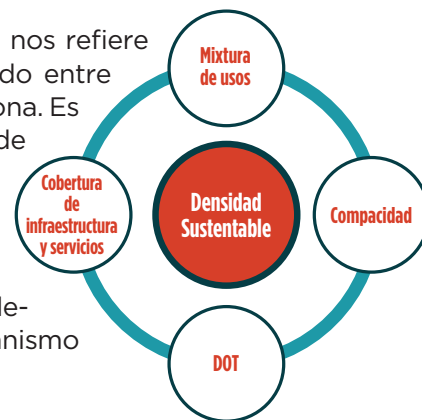 nos refiere
do entre
ona. Es
de
de-
anismo
Mixtura
de usos
Cobertura
de
infraestructura
y servicios
Densidad
Sustentable
Compacidad
DOT